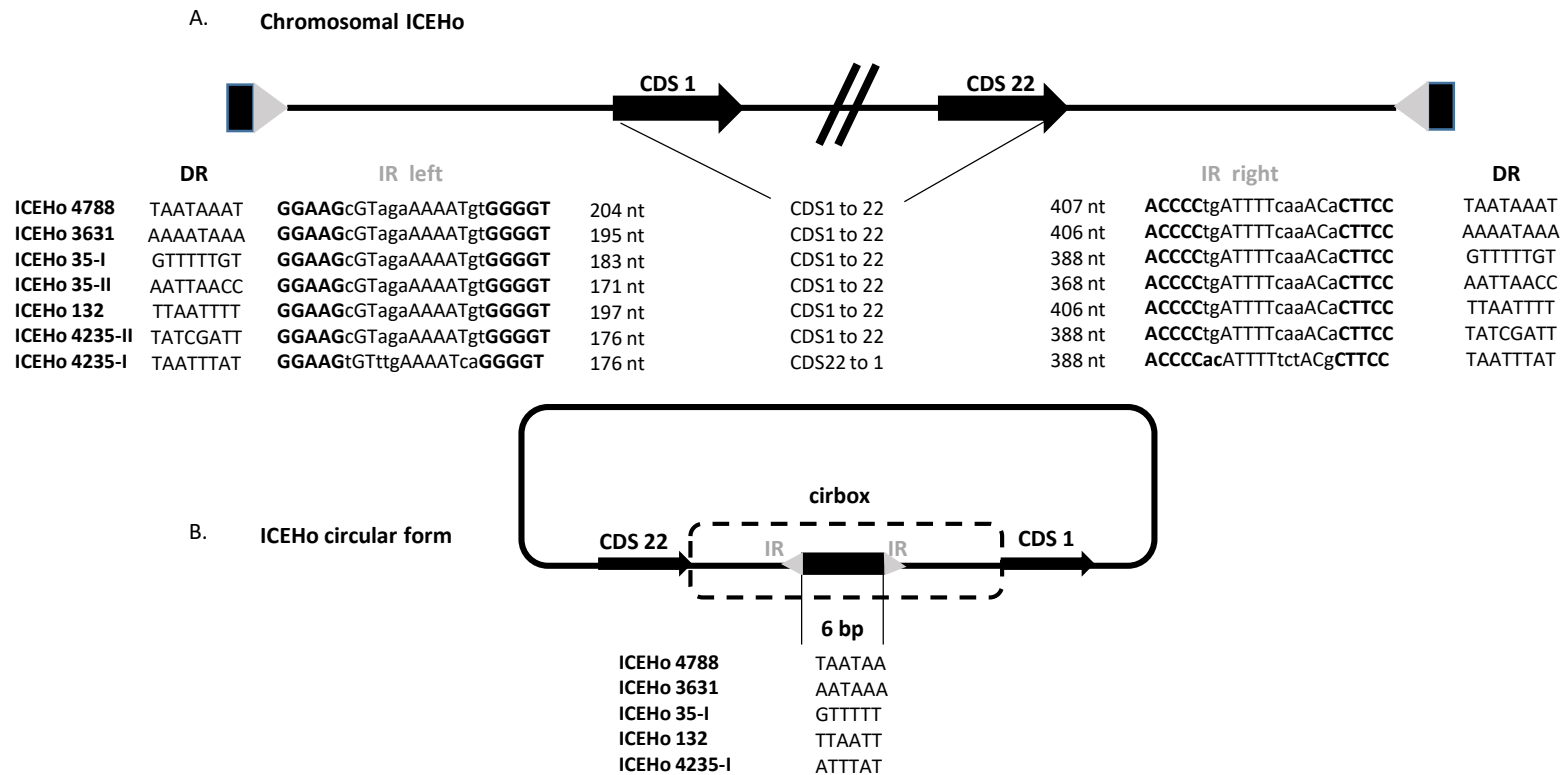 A. Chromosomal ICEHo
CDS 1 CDS 22
DR IR left IR right DR
ICEHo 4788 TAATAAAT GGAAGcGTagaAAAATgtGGGGT 204 nt CDS1 to 22 407 nt ACCCCtgATTTTcaaACaCTTCC TAATAAAT
ICEHo 3631 AAAATAAA GGAAGcGTagaAAAATgtGGGGT 195 nt CDS1 to 22 406 nt ACCCCtgATTTTcaaACaCTTCC AAAATAAA
ICEHo 35-I GTTTTTGT GGAAGcGTagaAAAATgtGGGGT 183 nt CDS1 to 22 388 nt ACCCCtgATTTTcaaACaCTTCC GTTTTTGT
ICEHo 35-II AATTAACC GGAAGcGTagaAAAATgtGGGGT 171 nt CDS1 to 22 368 nt ACCCCtgATTTTcaaACaCTTCC AATTAACC
ICEHo 132 TTAATTTT GGAAGcGTagaAAAATgtGGGGT 197 nt CDS1 to 22 406 nt ACCCCtgATTTTcaaACaCTTCC TTAATTTT
ICEHo 4235-II TATCGATT GGAAGcGTagaAAAATgtGGGGT 176 nt CDS1 to 22 388 nt ACCCCtgATTTTcaaACaCTTCC TATCGATT
ICEHo 4235-I TAATTTAT GGAAGtGTttgAAAATcaGGGGT 176 nt CDS22 to 1 388 nt ACCCCacATTTTtctACgCTTCC TAATTTAT
cirbox
B. ICEHo circular form
CDS 22 IR IR CDS 1
6 bp
ICEHo 4788 TAATAA
ICEHo 3631 AATAAA
ICEHo 35-I GTTTTT
ICEHo 132 TTAATT
ICEHo 4235-I ATTTAT